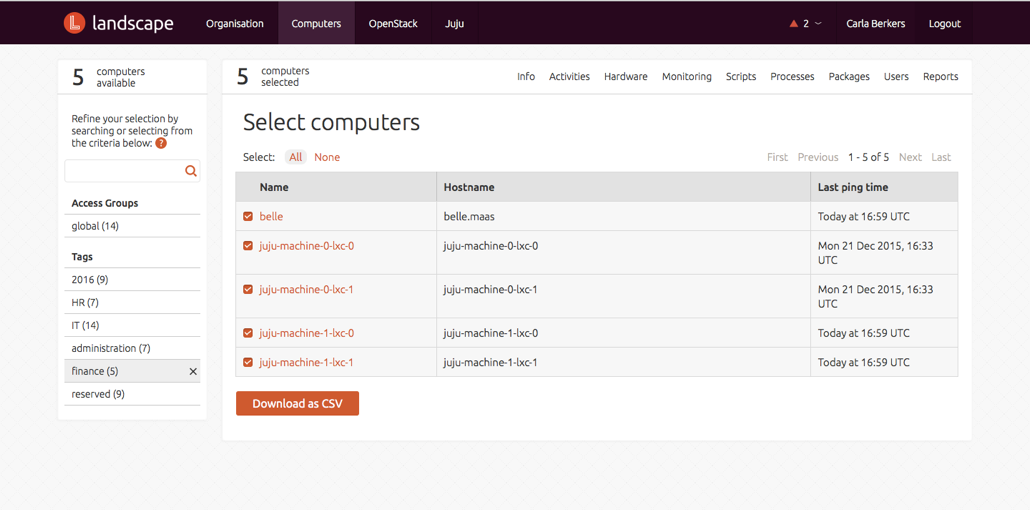 landscape Organisation Computers OpenStack Juju 2 Carla Berkers Logout
5 computers available
Refine your selection by
searching or selecting from
the criteria below: ?
Access Groups
global (14)
Tags
2016 (9)
HR (7)
IT (14)
administration (7)
finance (5)
reserved (9)
5 computers selected
Info Activities Hardware Monitoring Scripts Processes Packages Users Reports
Select computers
Select: All None First Previous 1 - 5 of 5 Next Last
Name Hostname Last ping time
belle belle.maas Today at 16:59 UTC
juju-machine-0-lxc-0 juju-machine-0-lxc-0 Mon 21 Dec 2015, 16:33
UTC
juju-machine-0-lxc-1 juju-machine-0-lxc-1 Mon 21 Dec 2015, 16:33
UTC
juju-machine-1-lxc-0 juju-machine-1-lxc-0 Today at 16:59 UTC
juju-machine-1-lxc-1 juju-machine-1-lxc-1 Today at 16:59 UTC
Download as CSV